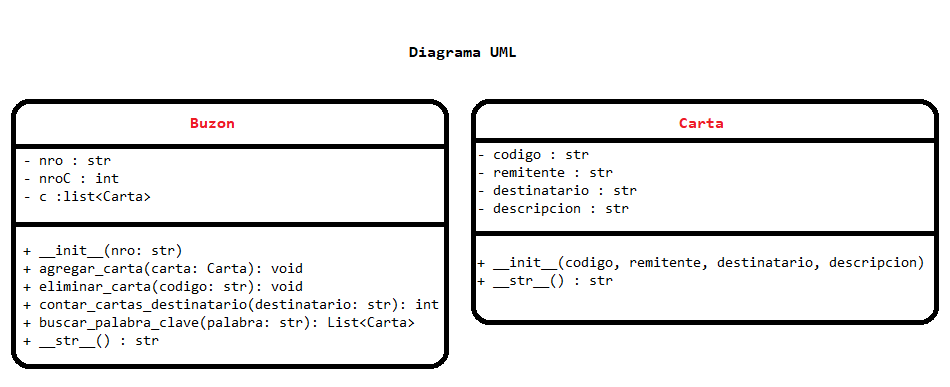 Diagrama UML
Buzon
- nro : str
- nroC : int
- c :list<Carta>
+ __init__(nro: str)
+ agregar_carta(carta: Carta): void
+ eliminar_carta(codigo: str): void
+ contar_cartas_destinatario(destinatario: str): int
+ buscar_palabra_clave(palabra: str): List<Carta>
+ __str__() : str
Carta
- codigo : str
- remitente : str
- destinatario : str
- descripcion : str
+ __init__(codigo, remitente, destinatario, descripcion)
+ __str__() : str